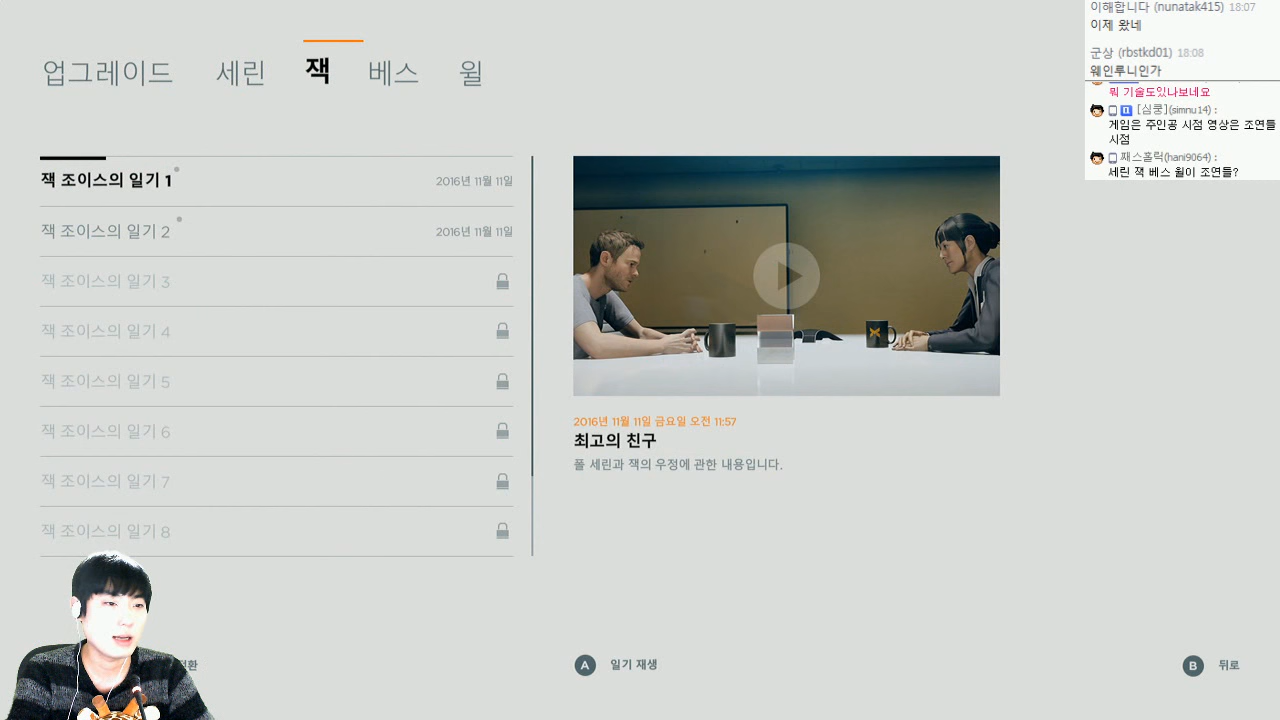 업그레이드 세린 잭 베스 윌
잭 조이스의 일기 1 2016년 11월 11일
잭 조이스의 일기 2 2016년 11월 11일
잭 조이스의 일기 3
잭 조이스의 일기 4
잭 조이스의 일기 5
잭 조이스의 일기 6
잭 조이스의 일기 7
잭 조이스의 일기 8
2016년 11월 11일 금요일 오전 11:57
최고의 친구
폴 세린과 잭의 우정에 관한 내용입니다.
A 일기 재생
B 뒤로
이해합니다 (nunatak415) 18:07
이제 왔네
군상 (rbstkd01) 18:08
웨인루니인가
뭐 기술도있나보네요
[심쿵](simnu14) :
게임은 주인공 시점 영상은 조연들
시점
패스홀릭(hani9064) :
세린 잭 베스 윌이 조연들?